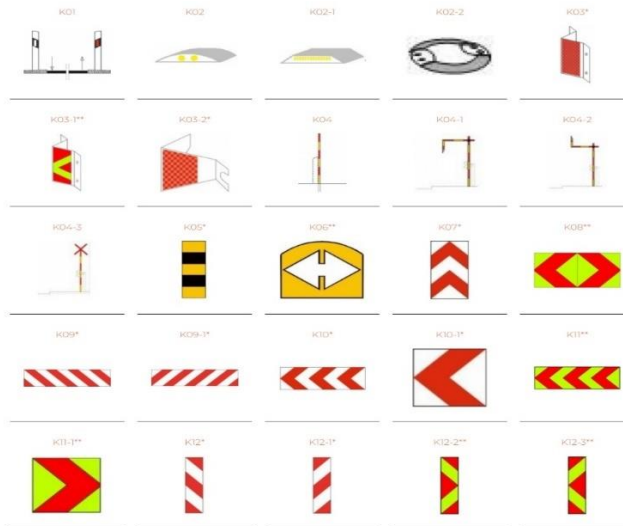 K01 K02 K02-1 K02-2 K03*
K03-1** K03-2* K04 K04-1 K04-2
K04-3 K05* K06** K07* K08**
K09* K09-1* K10* K10-1* K11**
K11-1** K12* K12-1* K12-2** K12-3**